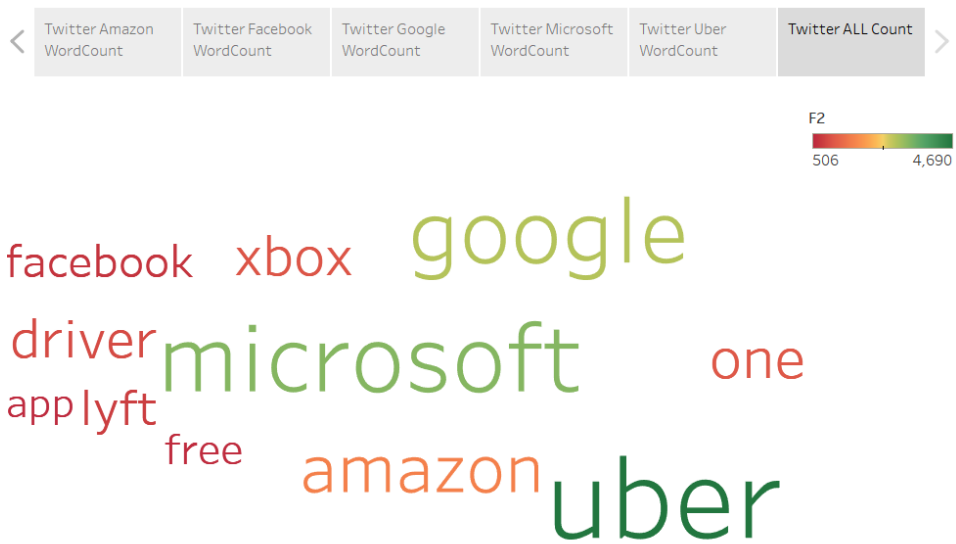 Twitter Amazon
WordCount
Twitter Facebook
WordCount
Twitter Google
WordCount
Twitter Microsoft
WordCount
Twitter Uber
WordCount
Twitter ALL Count
F2
506
4,690
google
facebook
xbox
driver
microsoft
one
app
lyft
free
amazon
uber